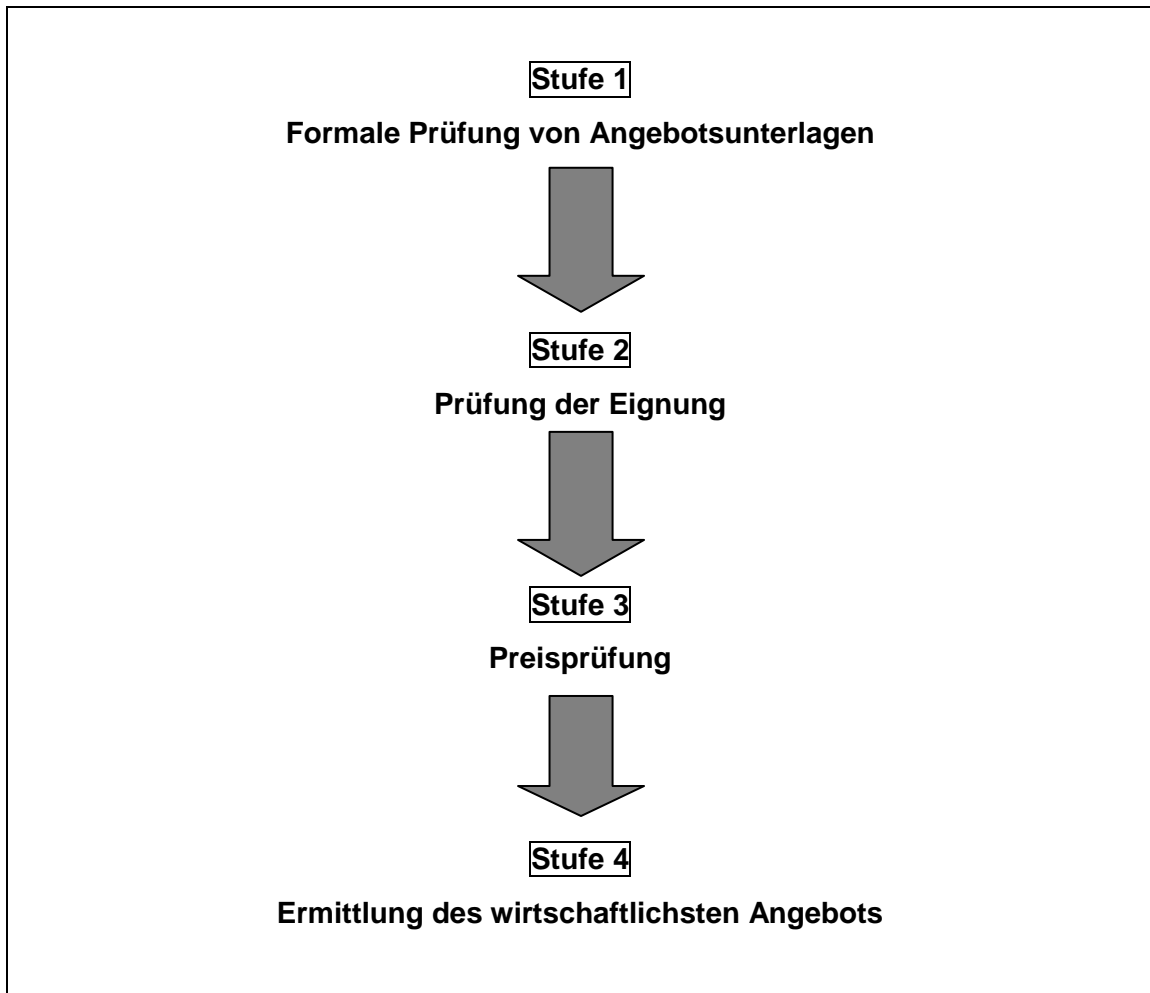 Stufe 1
Formale Prüfung von Angebotsunterlagen
Stufe 2
Prüfung der Eignung
Stufe 3
Preisprüfung
Stufe 4
Ermittlung des wirtschaftlichsten Angebots